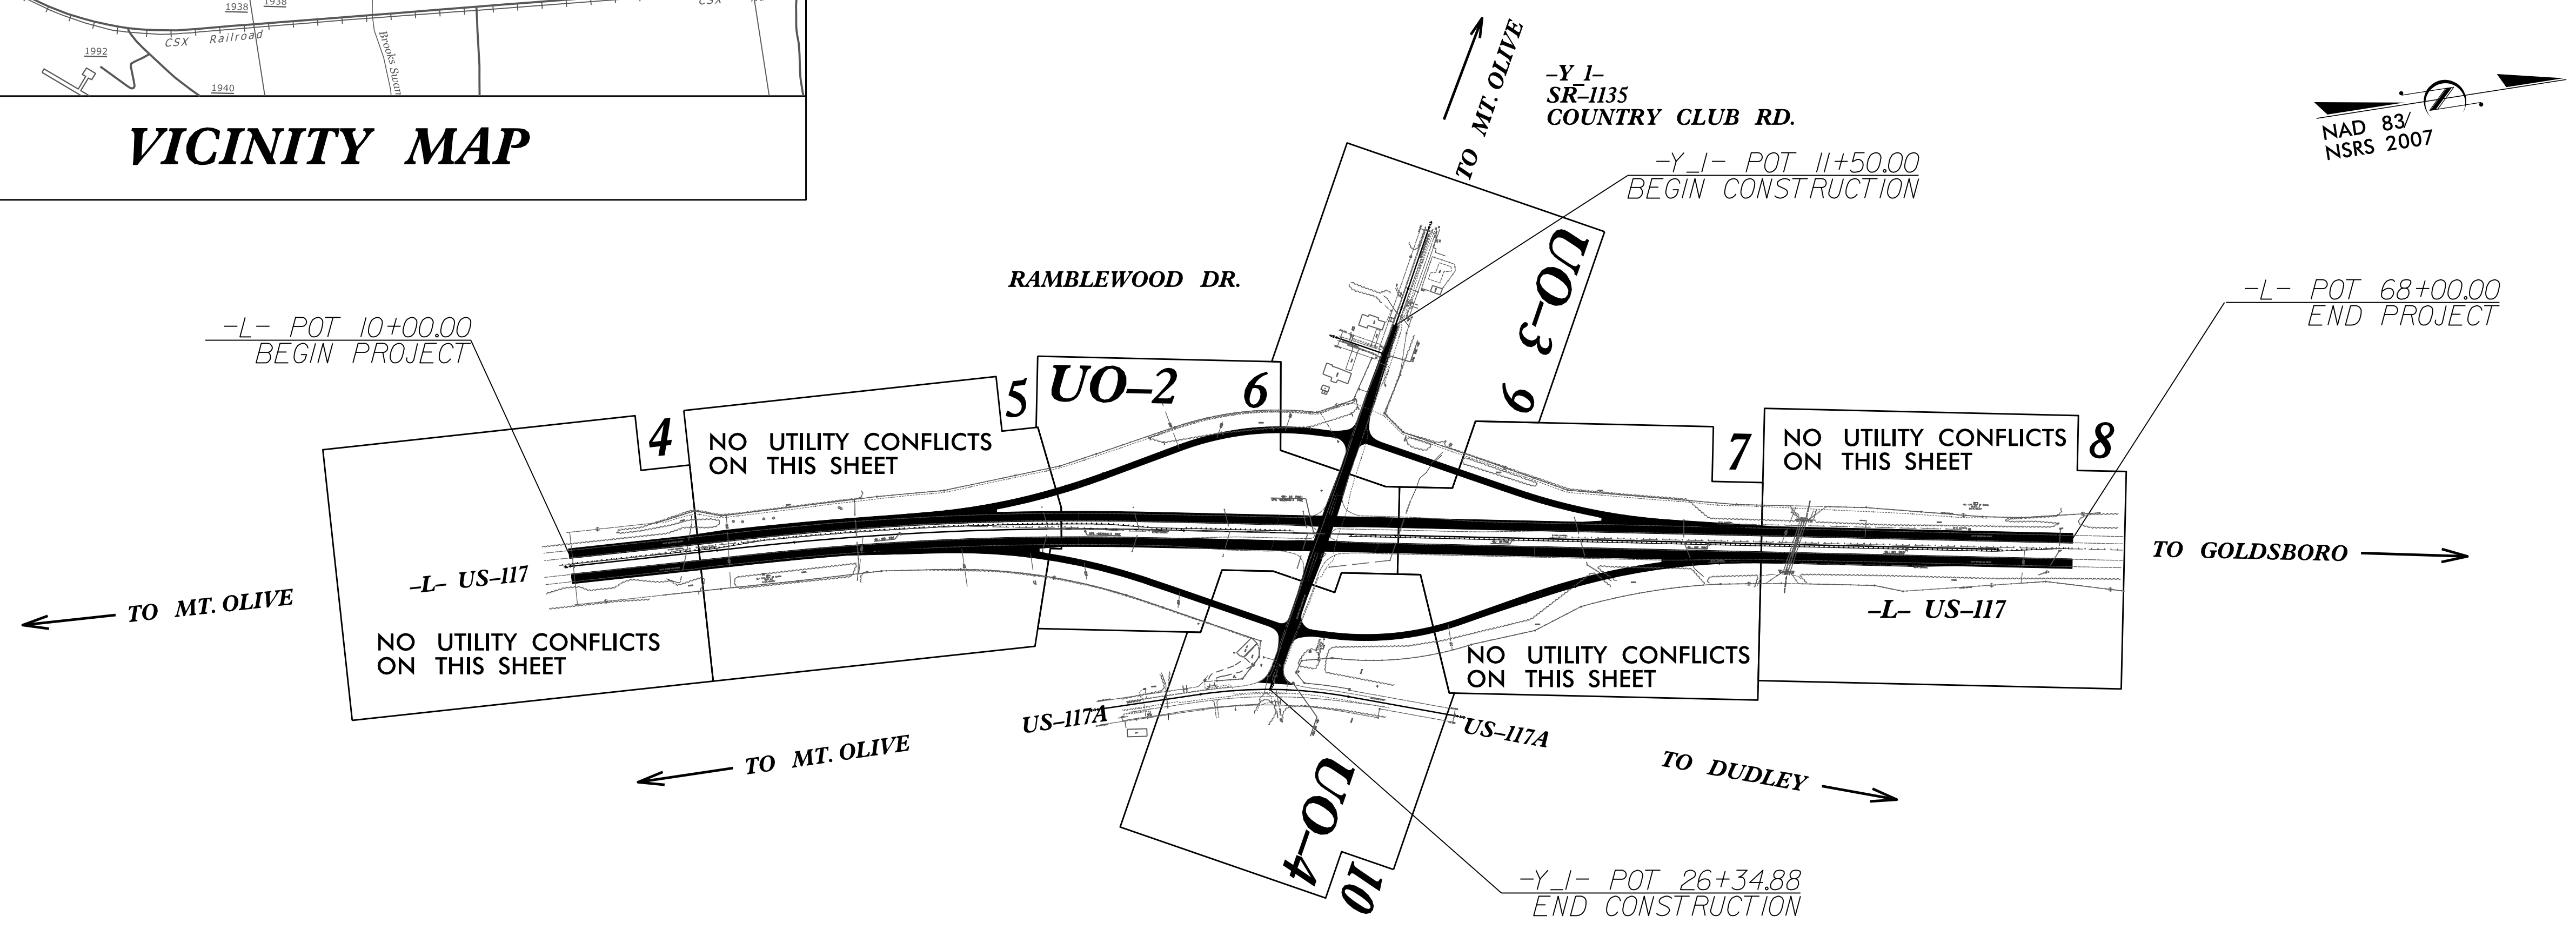 1938
1938
CSX
CSX Railroad
1992
Brooks Swam
1940
VICINITY MAP
TO MT. OLIVE
–Y_1–
SR–1135
COUNTRY CLUB RD.
NAD 83/
NSRS 2007
–Y_1– POT 11+50.00
BEGIN CONSTRUCTION
RAMBLEWOOD DR.
UO–3
9
–L– POT 10+00.00
BEGIN PROJECT
–L– POT 68+00.00
END PROJECT
4
5
UO–2
6
7
8
NO UTILITY CONFLICTS
ON THIS SHEET
NO UTILITY CONFLICTS
ON THIS SHEET
–L– US–117
TO MT. OLIVE
TO GOLDSBORO
–L– US–117
NO UTILITY CONFLICTS
ON THIS SHEET
NO UTILITY CONFLICTS
ON THIS SHEET
US–117A
US–117A
TO MT. OLIVE
TO DUDLEY
UO–4
10
–Y_1– POT 26+34.88
END CONSTRUCTION